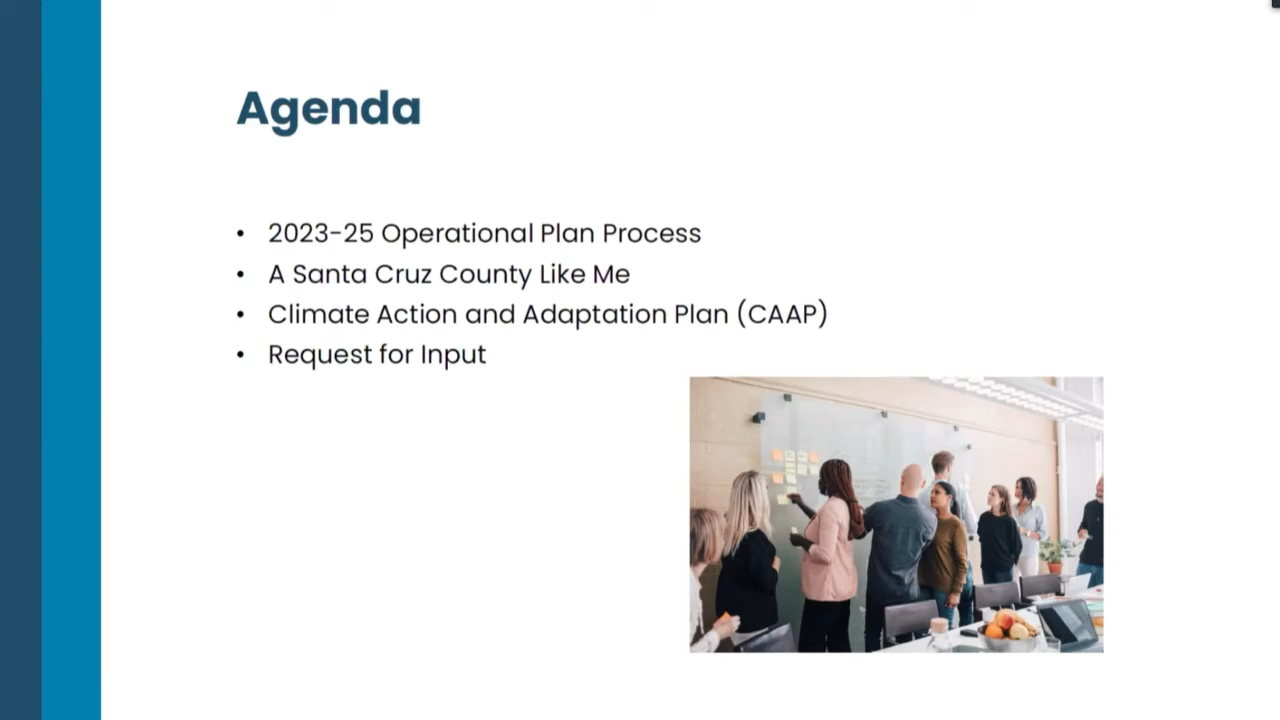 Agenda
• 2023-25 Operational Plan Process
• A Santa Cruz County Like Me
• Climate Action and Adaptation Plan (CAAP)
• Request for Input